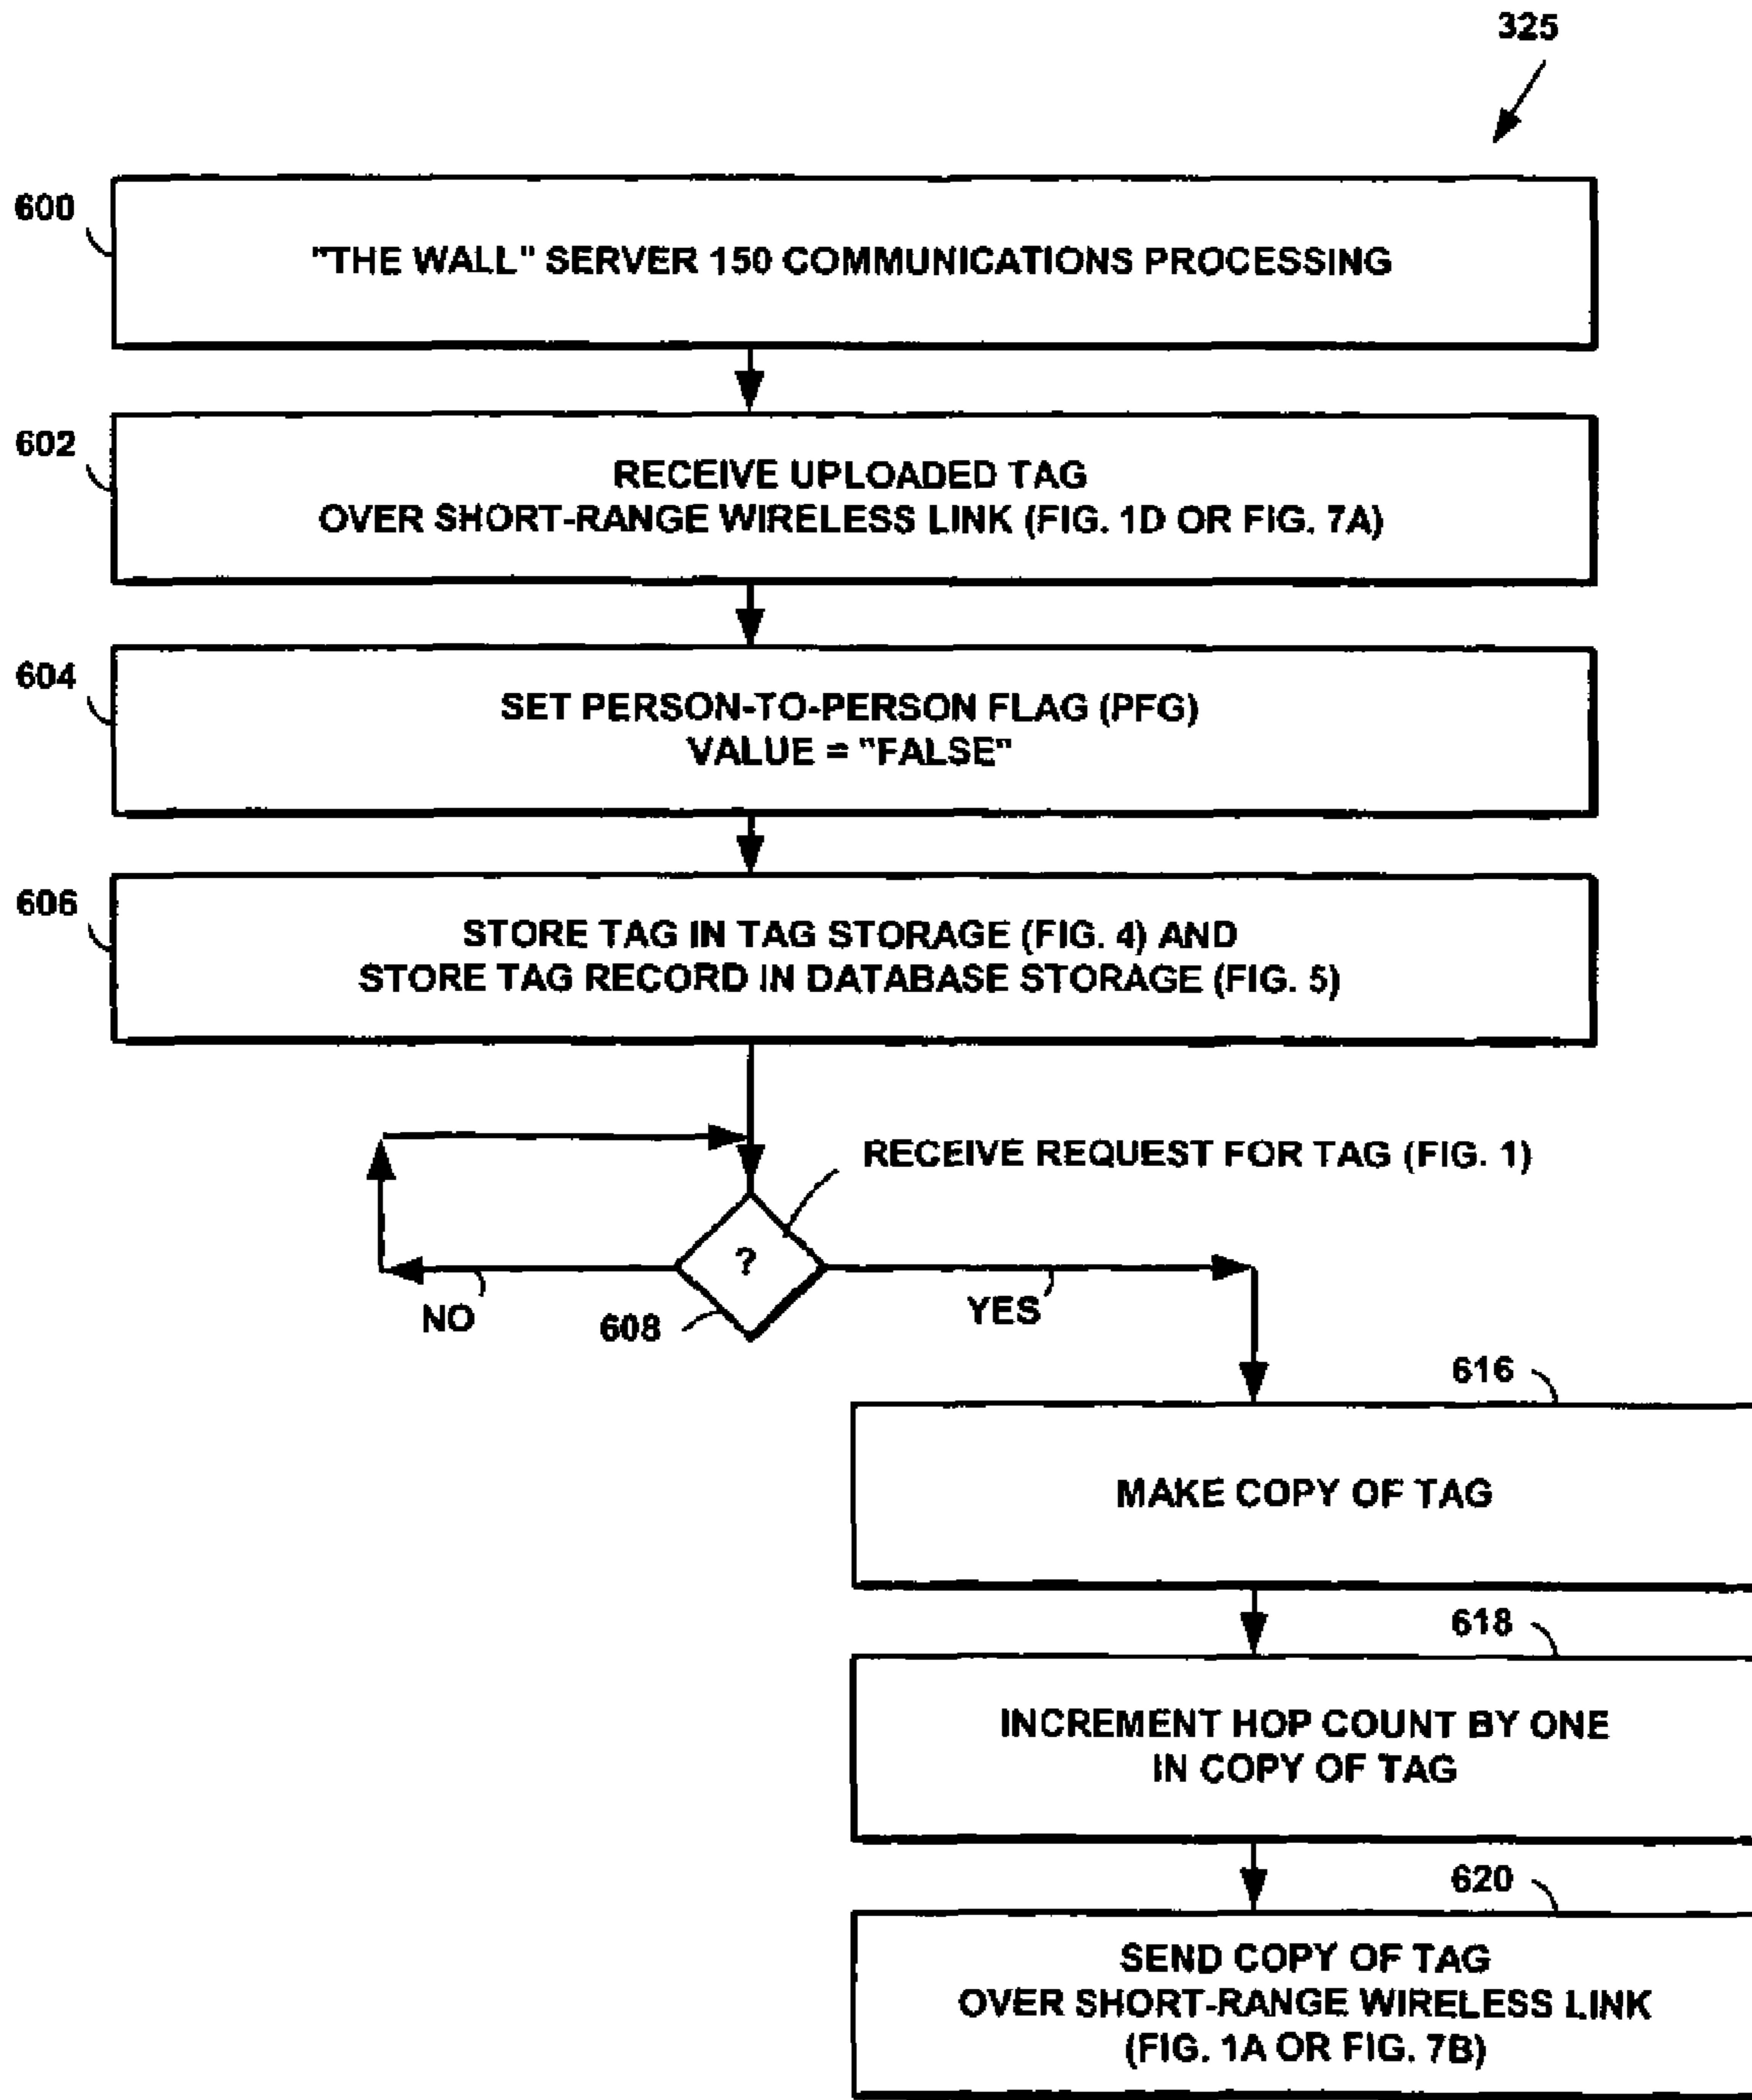 325
600
"THE WALL" SERVER 150 COMMUNICATIONS PROCESSING
602
RECEIVE UPLOADED TAG
OVER SHORT-RANGE WIRELESS LINK (FIG. 1D OR FIG. 7A)
604
SET PERSON-TO-PERSON FLAG (PFG)
VALUE = "FALSE"
606
STORE TAG IN TAG STORAGE (FIG. 4) AND
STORE TAG RECORD IN DATABASE STORAGE (FIG. 5)
RECEIVE REQUEST FOR TAG (FIG. 1)
?
NO
608
YES
616
MAKE COPY OF TAG
618
INCREMENT HOP COUNT BY ONE
IN COPY OF TAG
620
SEND COPY OF TAG
OVER SHORT-RANGE WIRELESS LINK
(FIG. 1A OR FIG. 7B)